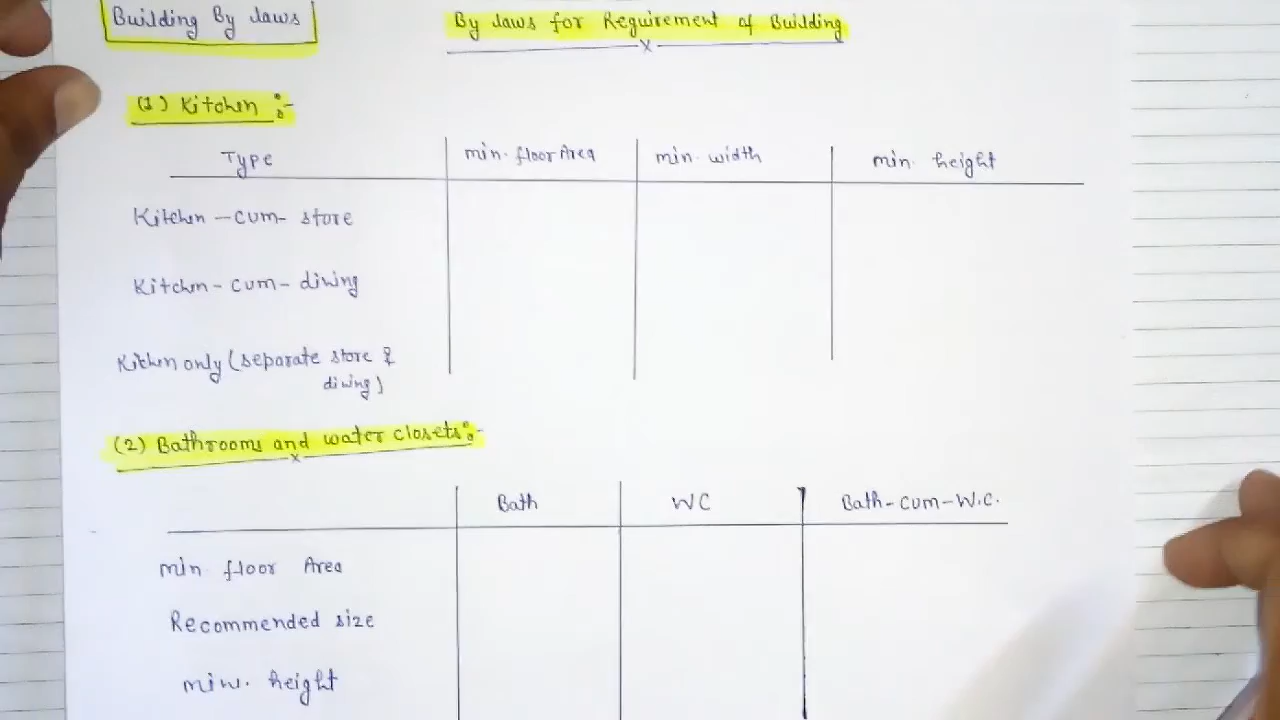 Building By Laws
By Laws for Requirement of Building
x
(1) Kitchen :-
Type min. floor Area min. width min. height
Kitchen - cum - store
Kitchen - cum - dining
Kitchen only (separate store &
dining)
(2) Bathrooms and water closets :-
x
Bath WC Bath - cum - W.C.
min. floor Area
Recommended size
min. height